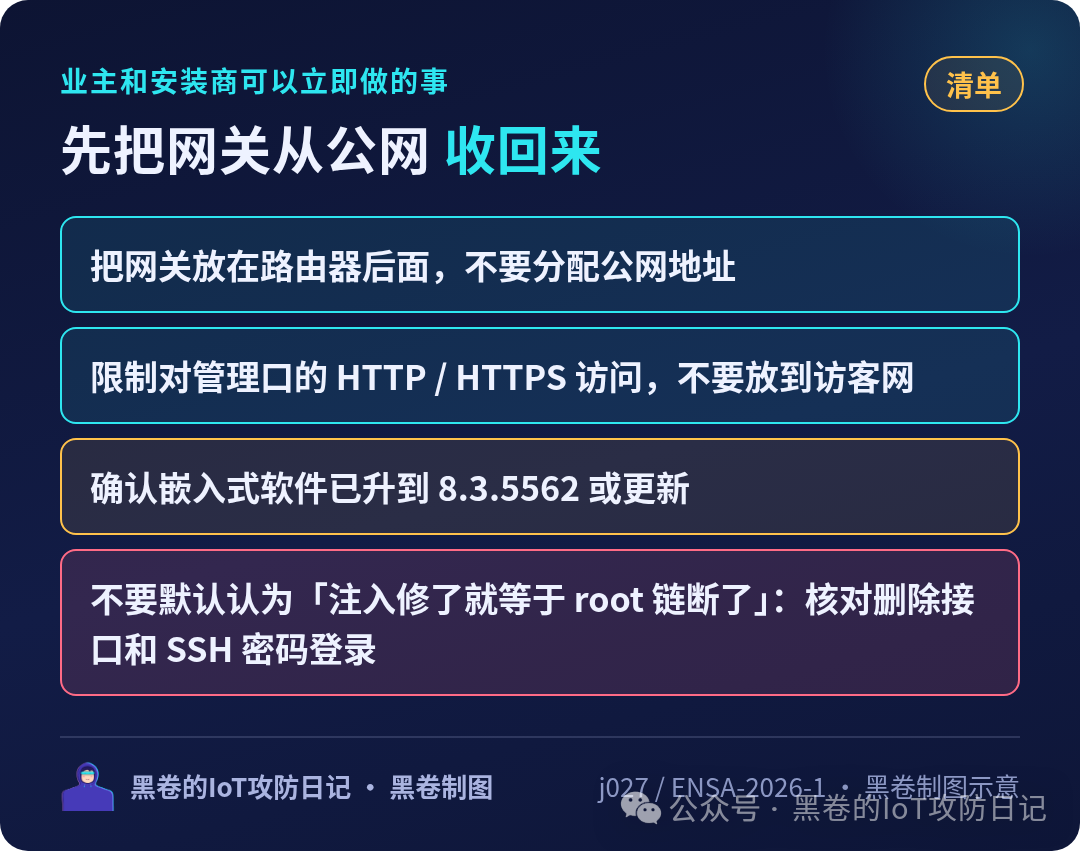 业主和安装商可以立即做的事
清单
先把网关从公网 收回来
把网关放在路由器后面，不要分配公网地址
限制对管理口的 HTTP / HTTPS 访问，不要放到访客网
确认嵌入式软件已升到 8.3.5562 或更新
不要默认认为「注入修了就等于 root 链断了」：核对删除接
口和 SSH 密码登录
黑卷的IoT攻防日记 · 黑卷制图
j027 / ENSA-2026-1 · 黑卷制图示意
公众号 · 黑卷的IoT攻防日记